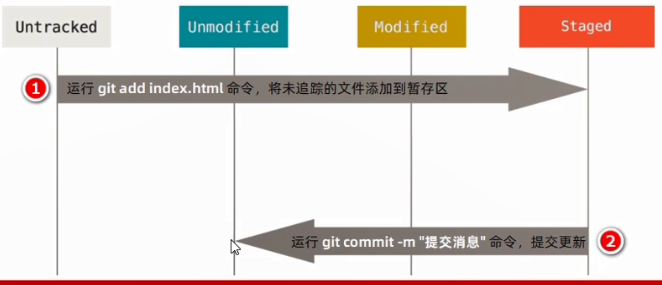 Untracked
Unmodified
Modified
Staged
1
运行 git add index.html 命令，将未追踪的文件添加到暂存区
运行 git commit -m "提交消息" 命令，提交更新
2